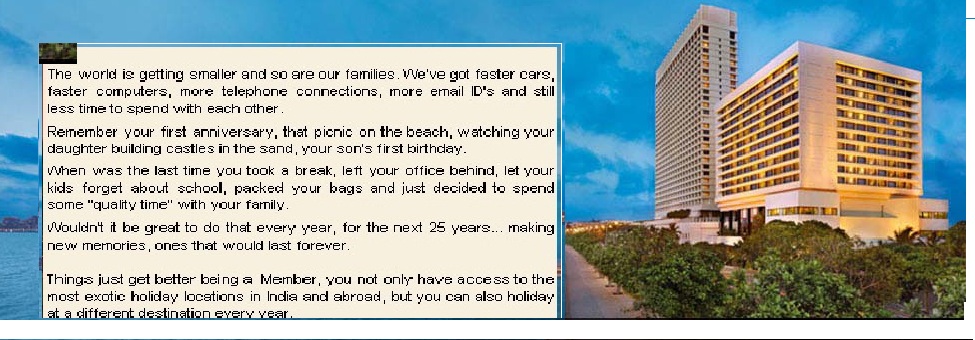 The world is getting smaller and so are our families. We've got faster cars,
faster computers, more telephone connections, more email ID's and still
less time to spend with each other.
Remember your first anniversary, that picnic on the beach, watching your
daughter building castles in the sand, your son's first birthday.
When was the last time you took a break, left your office behind, let your
kids forget about school, packed your bags and just decided to spend
some "quality time" with your family.
Wouldn't it be great to do that every year, for the next 25 years... making
new memories, ones that would last forever.
Things just get better being a Member, you not only have access to the
most exotic holiday locations in India and abroad, but you can also holiday
at a different destination every year.